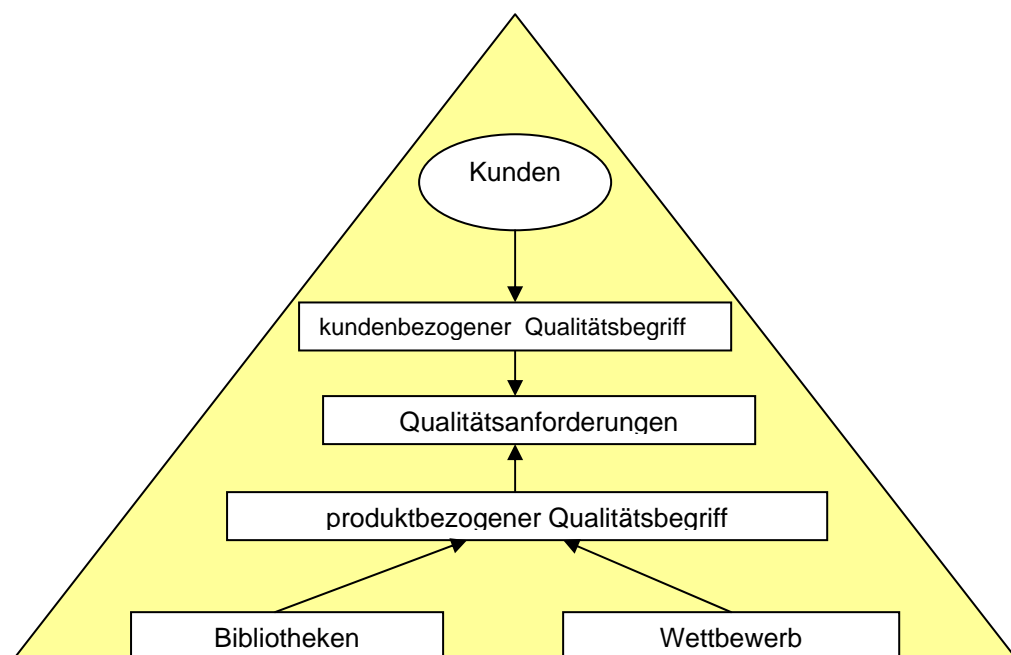 Kunden
kundenbezogener Qualitätsbegriff
Qualitätsanforderungen
produktbezogener Qualitätsbegriff
Bibliotheken
Wettbewerb